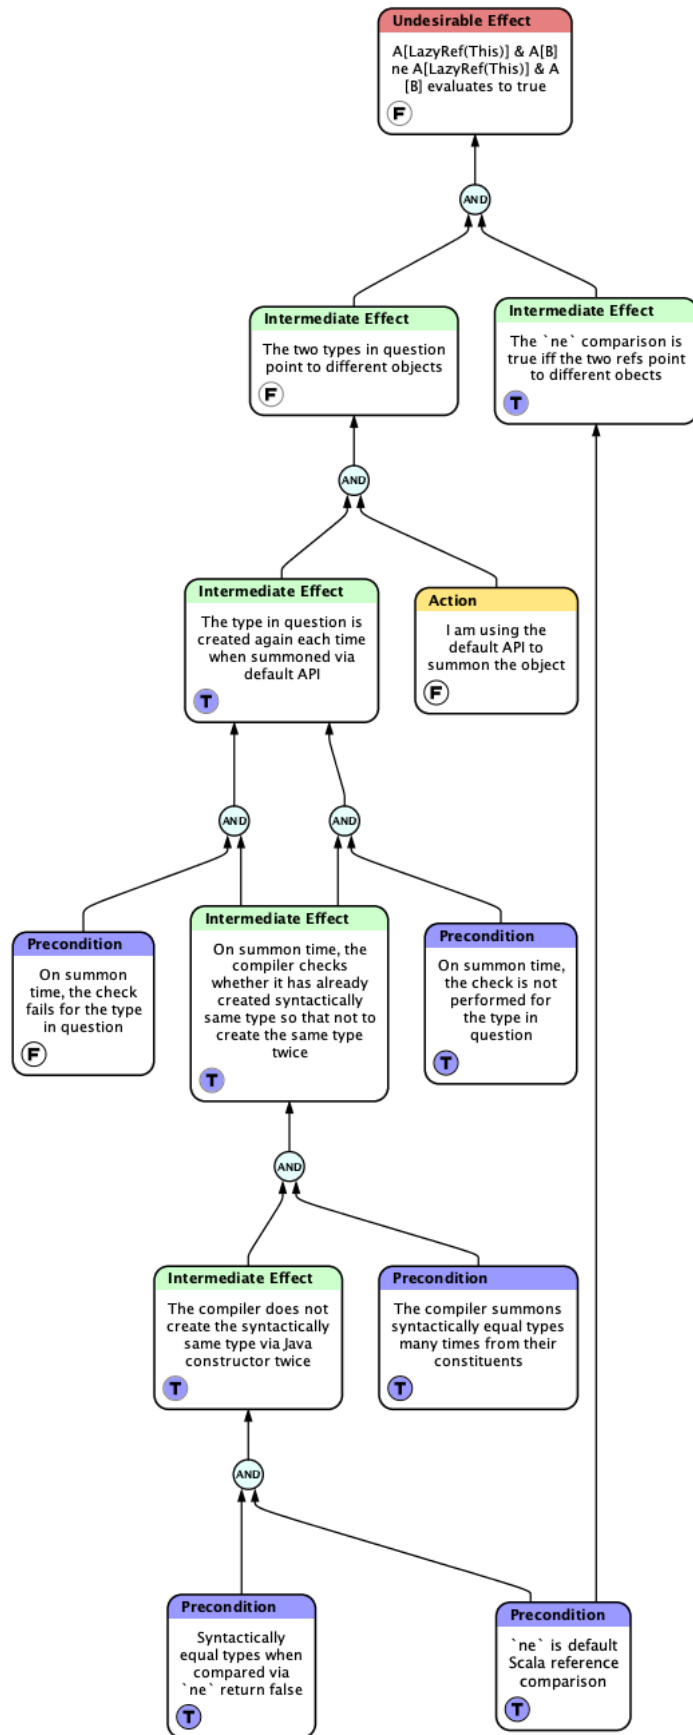 Undesirable Effect
A[LazyRef(This)] & A[B]
ne A[LazyRef(This)] & A
[B] evaluates to true
F
AND
Intermediate Effect
The two types in question
point to different objects
F
Intermediate Effect
The `ne` comparison is
true iff the two refs point
to different obects
T
AND
Intermediate Effect
The type in question is
created again each time
when summoned via
default API
T
Action
I am using the
default API to
summon the object
F
AND
AND
Precondition
On summon
time, the check
fails for the type
in question
F
Intermediate Effect
On summon time, the
compiler checks
whether it has already
created syntactically
same type so that not to
create the same type
twice
T
Precondition
On summon time,
the check is not
performed for
the type in
question
T
AND
Intermediate Effect
The compiler does not
create the syntactically
same type via Java
constructor twice
T
Precondition
The compiler summons
syntactically equal types
many times from their
constituents
T
AND
Precondition
Syntactically
equal types when
compared via
`ne` return false
T
Precondition
`ne` is default
Scala reference
comparison
T